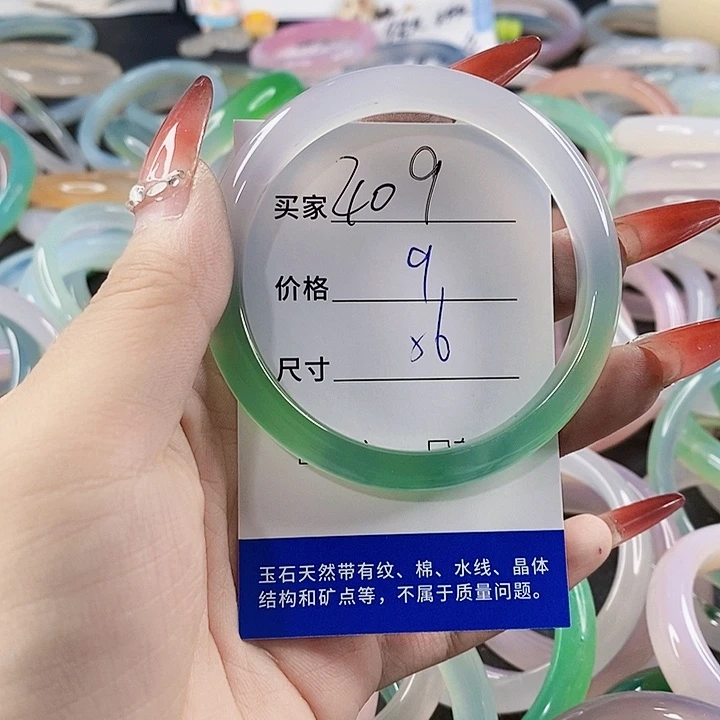 买家 209
价格 9
尺寸 56
玉石天然带有纹、棉、水线、晶体
结构和矿点等，不属于质量问题。